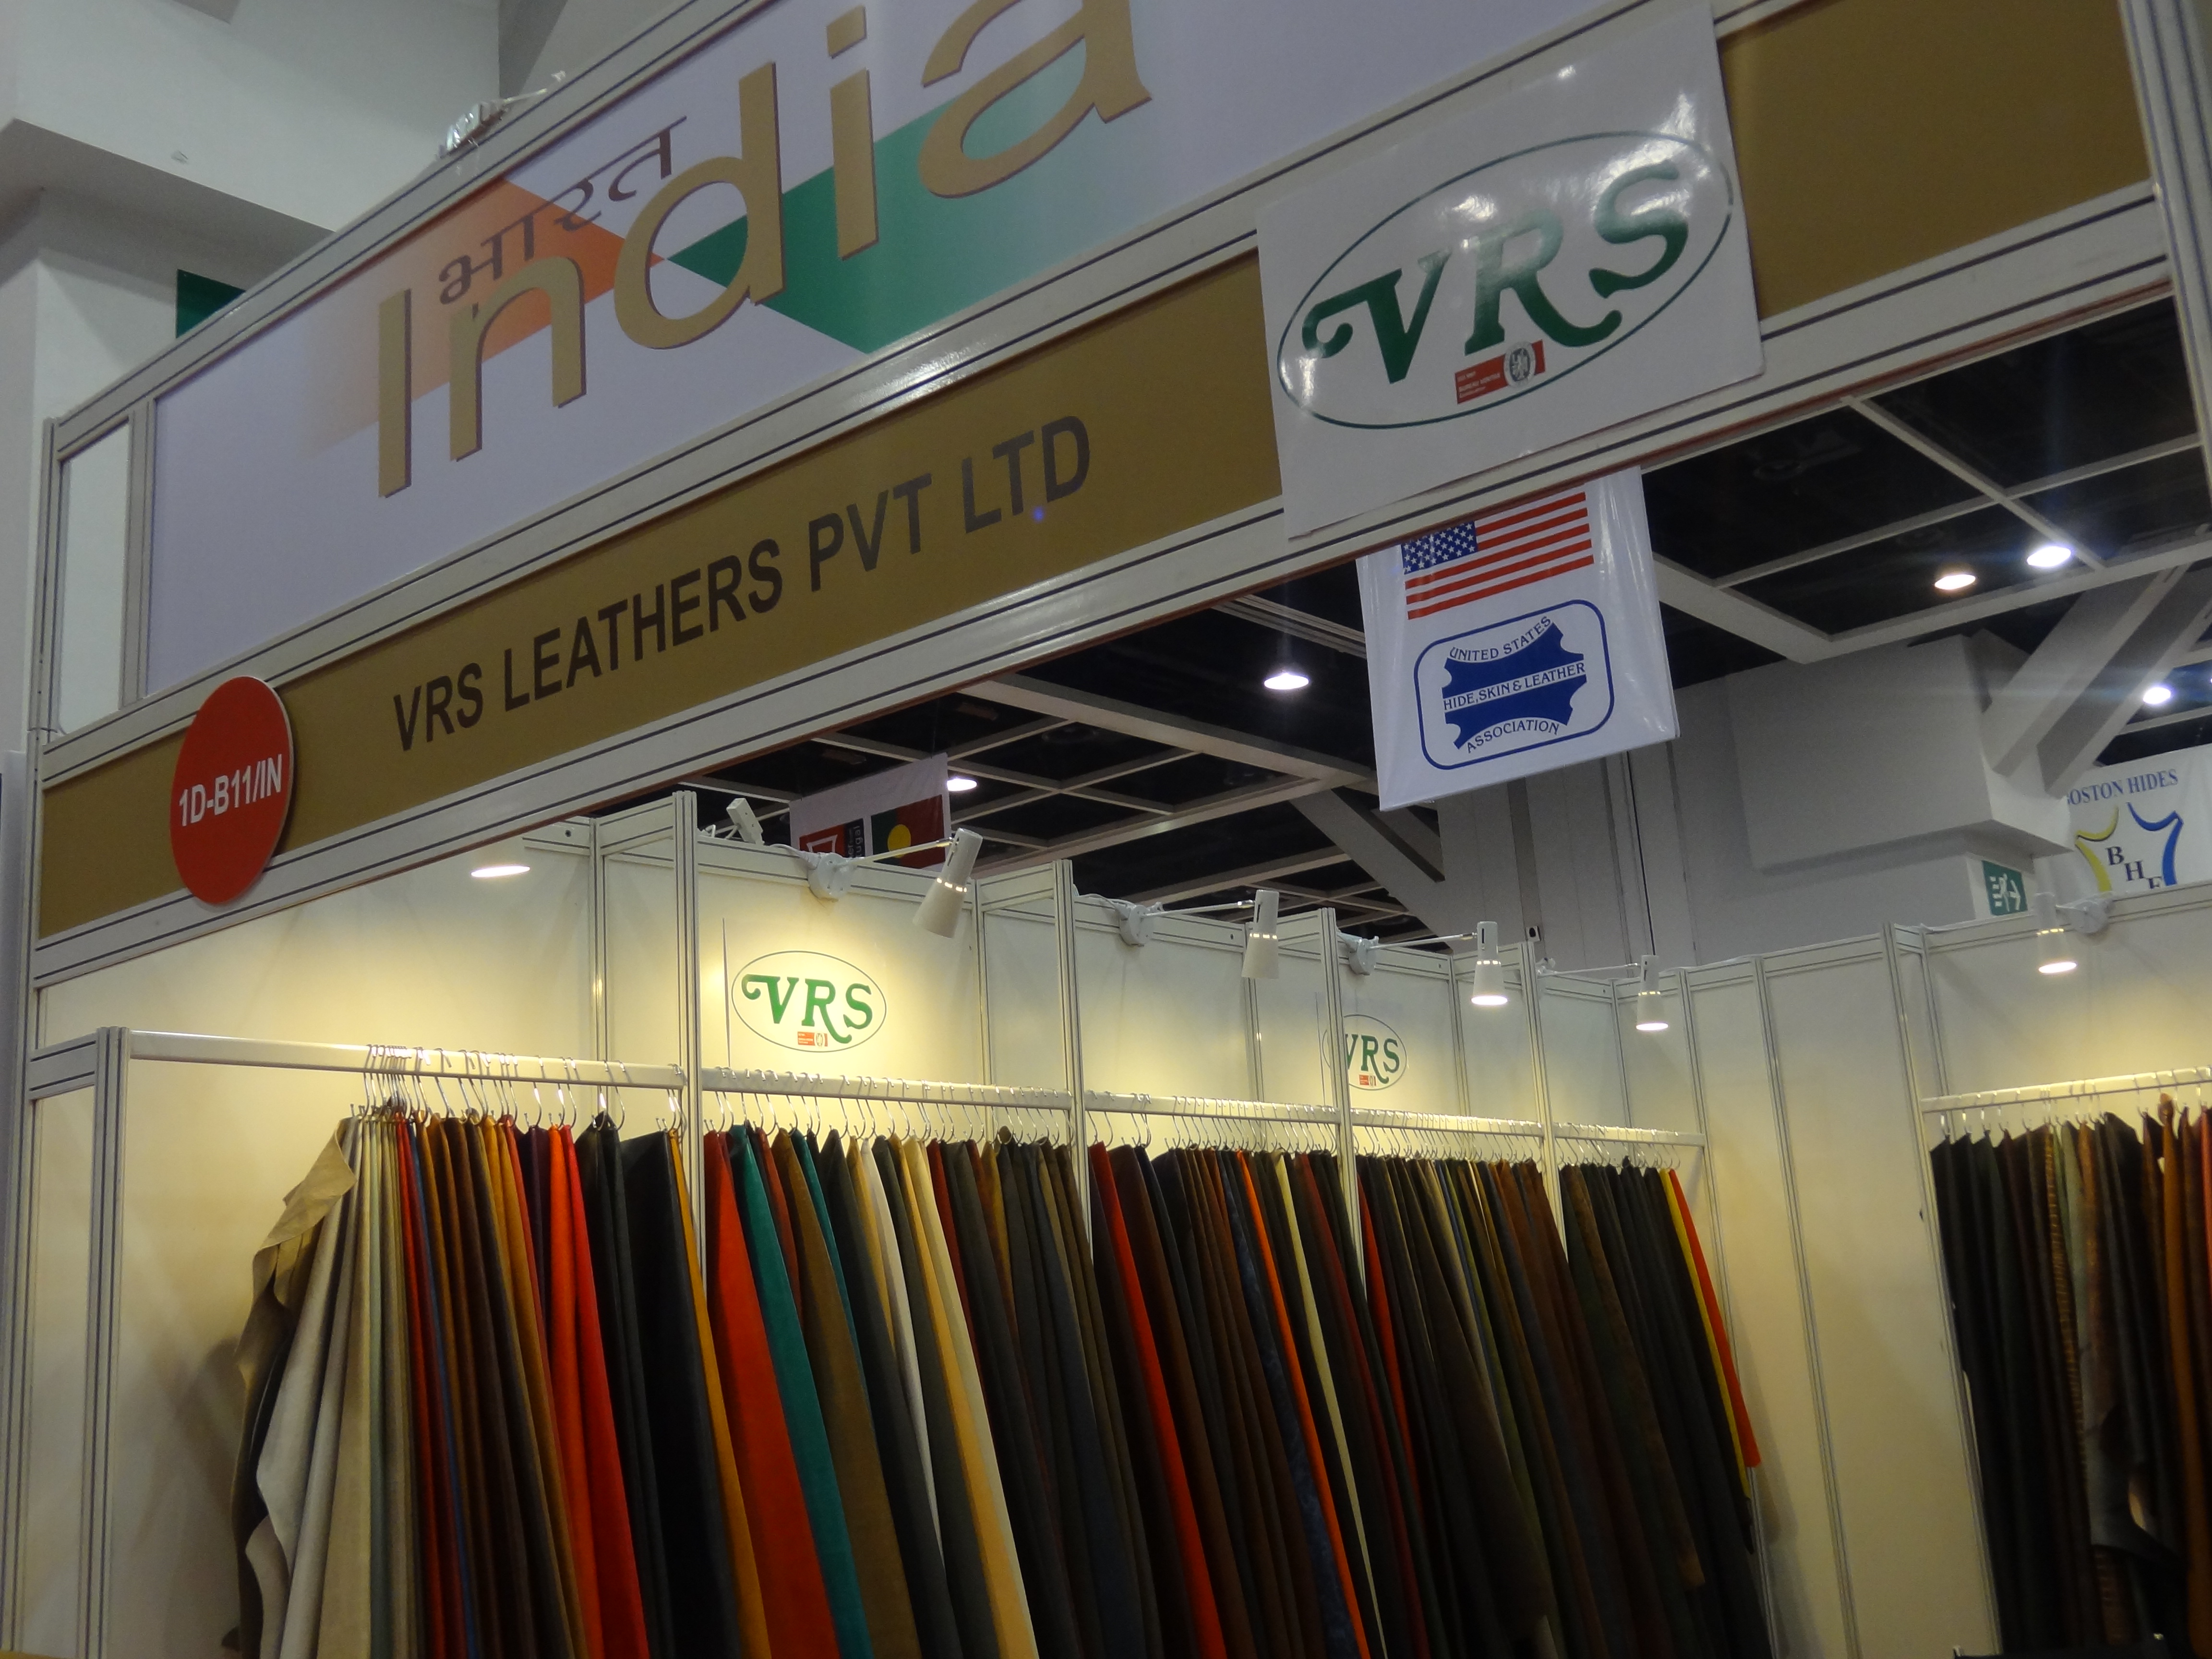 भारत
India
VRS LEATHERS PVT LTD
1D-B11/IN
VRS
UNITED STATES
HIDE, SKIN & LEATHER
ASSOCIATION
BOSTON HIDES
B
H
VRS
VRS